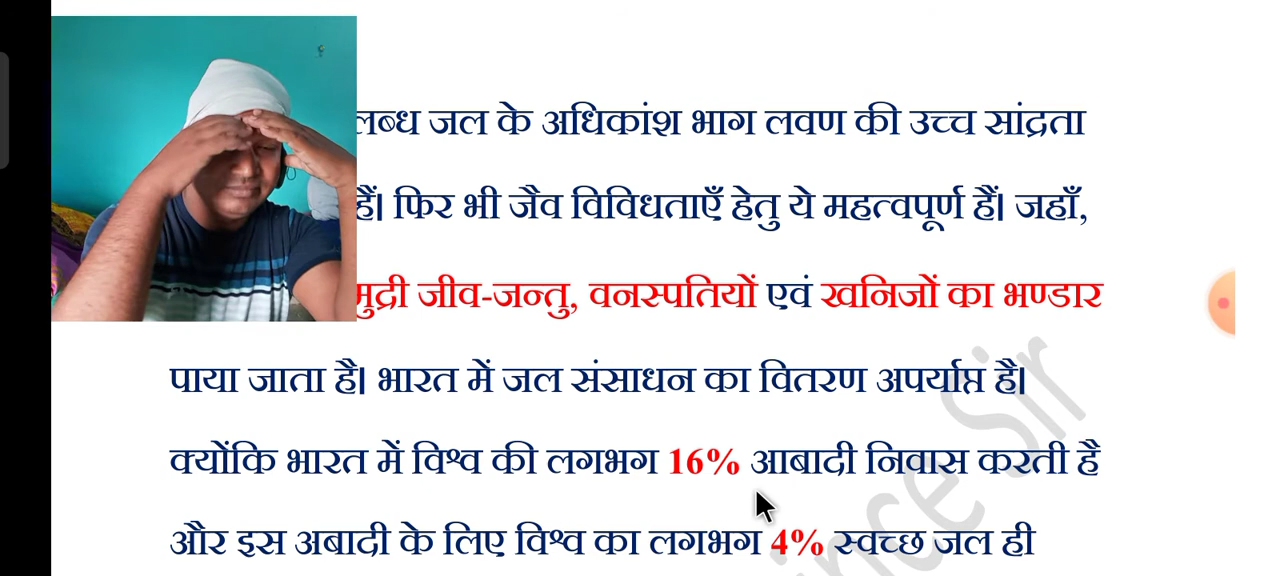 जल के अधिकांश भाग लवण की उच्च सांद्रता
हैं। फिर भी जैव विविधताएँ हेतु ये महत्वपूर्ण हैं। जहाँ,
जीव-जन्तु, वनस्पतियों एवं खनिजों का भण्डार
पाया जाता है। भारत में जल संसाधन का वितरण अपर्याप्त है।
क्योंकि भारत में विश्व की लगभग 16% आबादी निवास करती है
और इस अबादी के लिए विश्व का लगभग 4% स्वच्छ जल ही
Sir